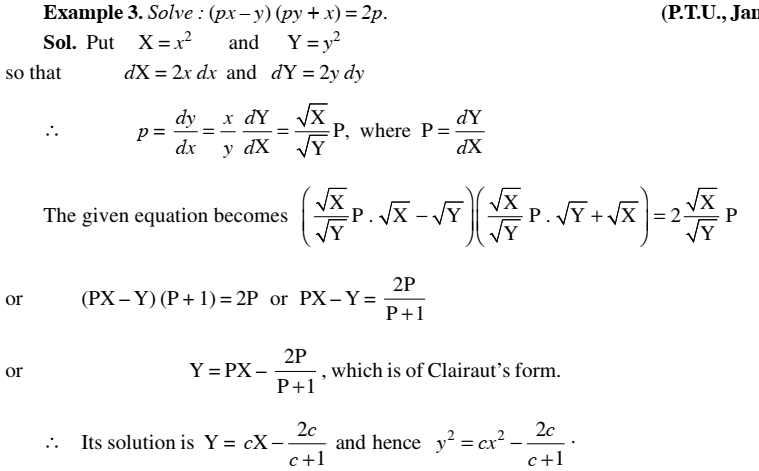 Example 3. Solve : (px – y) (py + x) = 2p. (P.T.U., Jan
Sol. Put X = x² and Y = y²
so that dX = 2x dx and dY = 2y dy
∴ p = dy/dx = x/y dY/dX = √X/√Y P, where P = dY/dX
The given equation becomes (√X/√Y P . √X – √Y) (√X/√Y P . √Y + √X) = 2 √X/√Y P
or (PX – Y) (P + 1) = 2P or PX – Y = 2P/(P+1)
or Y = PX – 2P/(P+1), which is of Clairaut’s form.
∴ Its solution is Y = cX – 2c/(c+1) and hence y² = cx² – 2c/(c+1).